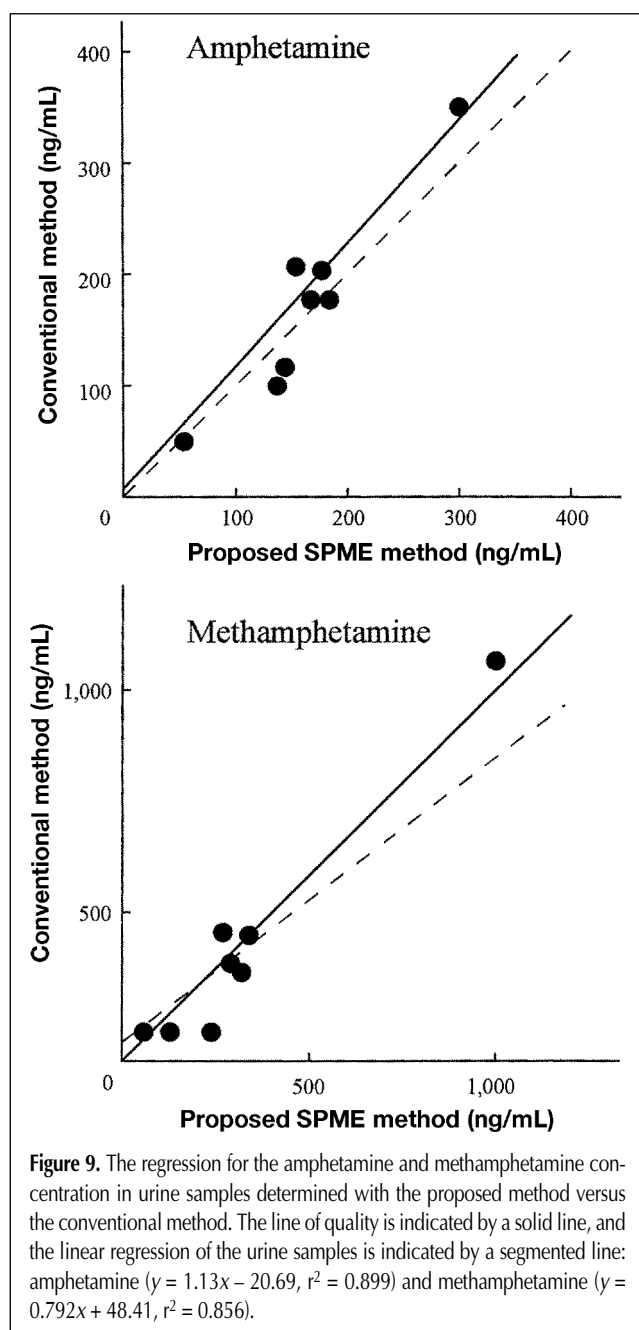 Amphetamine
400
300
200
100
0
100
200
300
400
Conventional method (ng/mL)
Proposed SPME method (ng/mL)
Methamphetamine
1,000
500
0
500
1,000
Conventional method (ng/mL)
Proposed SPME method (ng/mL)
Figure 9. The regression for the amphetamine and methamphetamine con-
centration in urine samples determined with the proposed method versus
the conventional method. The line of quality is indicated by a solid line, and
the linear regression of the urine samples is indicated by a segmented line:
amphetamine (y = 1.13x – 20.69, r² = 0.899) and methamphetamine (y =
0.792x + 48.41, r² = 0.856).